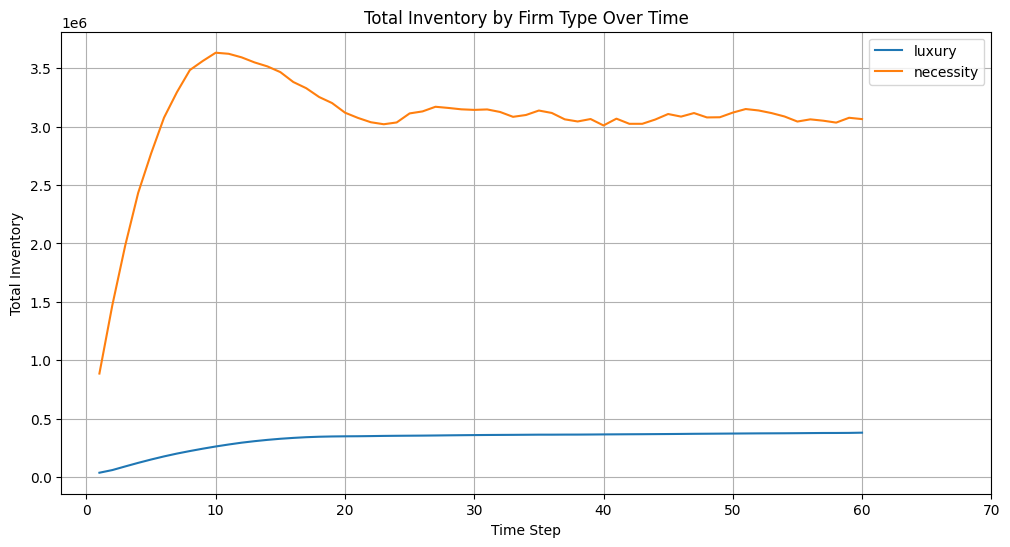 Total Inventory by Firm Type Over Time
1e6
luxury
necessity
3.5
3.0
2.5
2.0
1.5
1.0
0.5
0.0
Total Inventory
0 10 20 30 40 50 60 70
Time Step